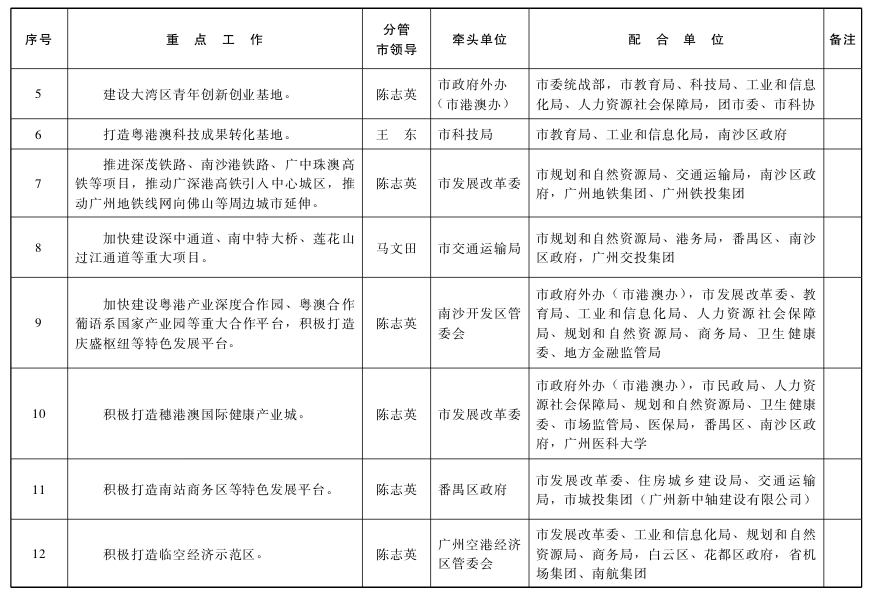 序号
重点工作
分管
市领导
牵头单位
配合单位
备注
5
建设大湾区青年创新创业基地。
陈志英
市政府外办
（市港澳办）
市委统战部，市教育局、科技局、工业和信息
化局、人力资源社会保障局，团市委、市科协
6
打造粤港澳科技成果转化基地。
王　东
市科技局
市教育局、工业和信息化局，南沙区政府
7
推进深茂铁路、南沙港铁路、广中珠澳高
铁等项目，推动广深港高铁引入中心城区，推
动广州地铁线网向佛山等周边城市延伸。
陈志英
市发展改革委
市规划和自然资源局、交通运输局，南沙区政
府，广州地铁集团、广州铁投集团
8
加快建设深中通道、南中特大桥、莲花山
过江通道等重大项目。
马文田
市交通运输局
市规划和自然资源局、港务局，番禺区、南沙
区政府，广州交投集团
9
加快建设粤港产业深度合作园、粤澳合作
葡语系国家产业园等重大合作平台，积极打造
庆盛枢纽等特色发展平台。
陈志英
南沙开发区管
委会
市政府外办（市港澳办），市发展改革委、教
育局、工业和信息化局、人力资源社会保障
局、规划和自然资源局、商务局、卫生健康
委、地方金融监管局
10
积极打造穗港澳国际健康产业城。
陈志英
市发展改革委
市政府外办（市港澳办），市民政局、人力资
源社会保障局、规划和自然资源局、卫生健康
委、市场监管局、医保局，番禺区、南沙区政
府，广州医科大学
11
积极打造南站商务区等特色发展平台。
陈志英
番禺区政府
市发展改革委、住房城乡建设局、交通运输
局，市城投集团（广州新中轴建设有限公司）
12
积极打造临空经济示范区。
陈志英
广州空港经济
区管委会
市发展改革委、工业和信息化局、规划和自然
资源局、商务局，白云区、花都区政府，省机
场集团、南航集团